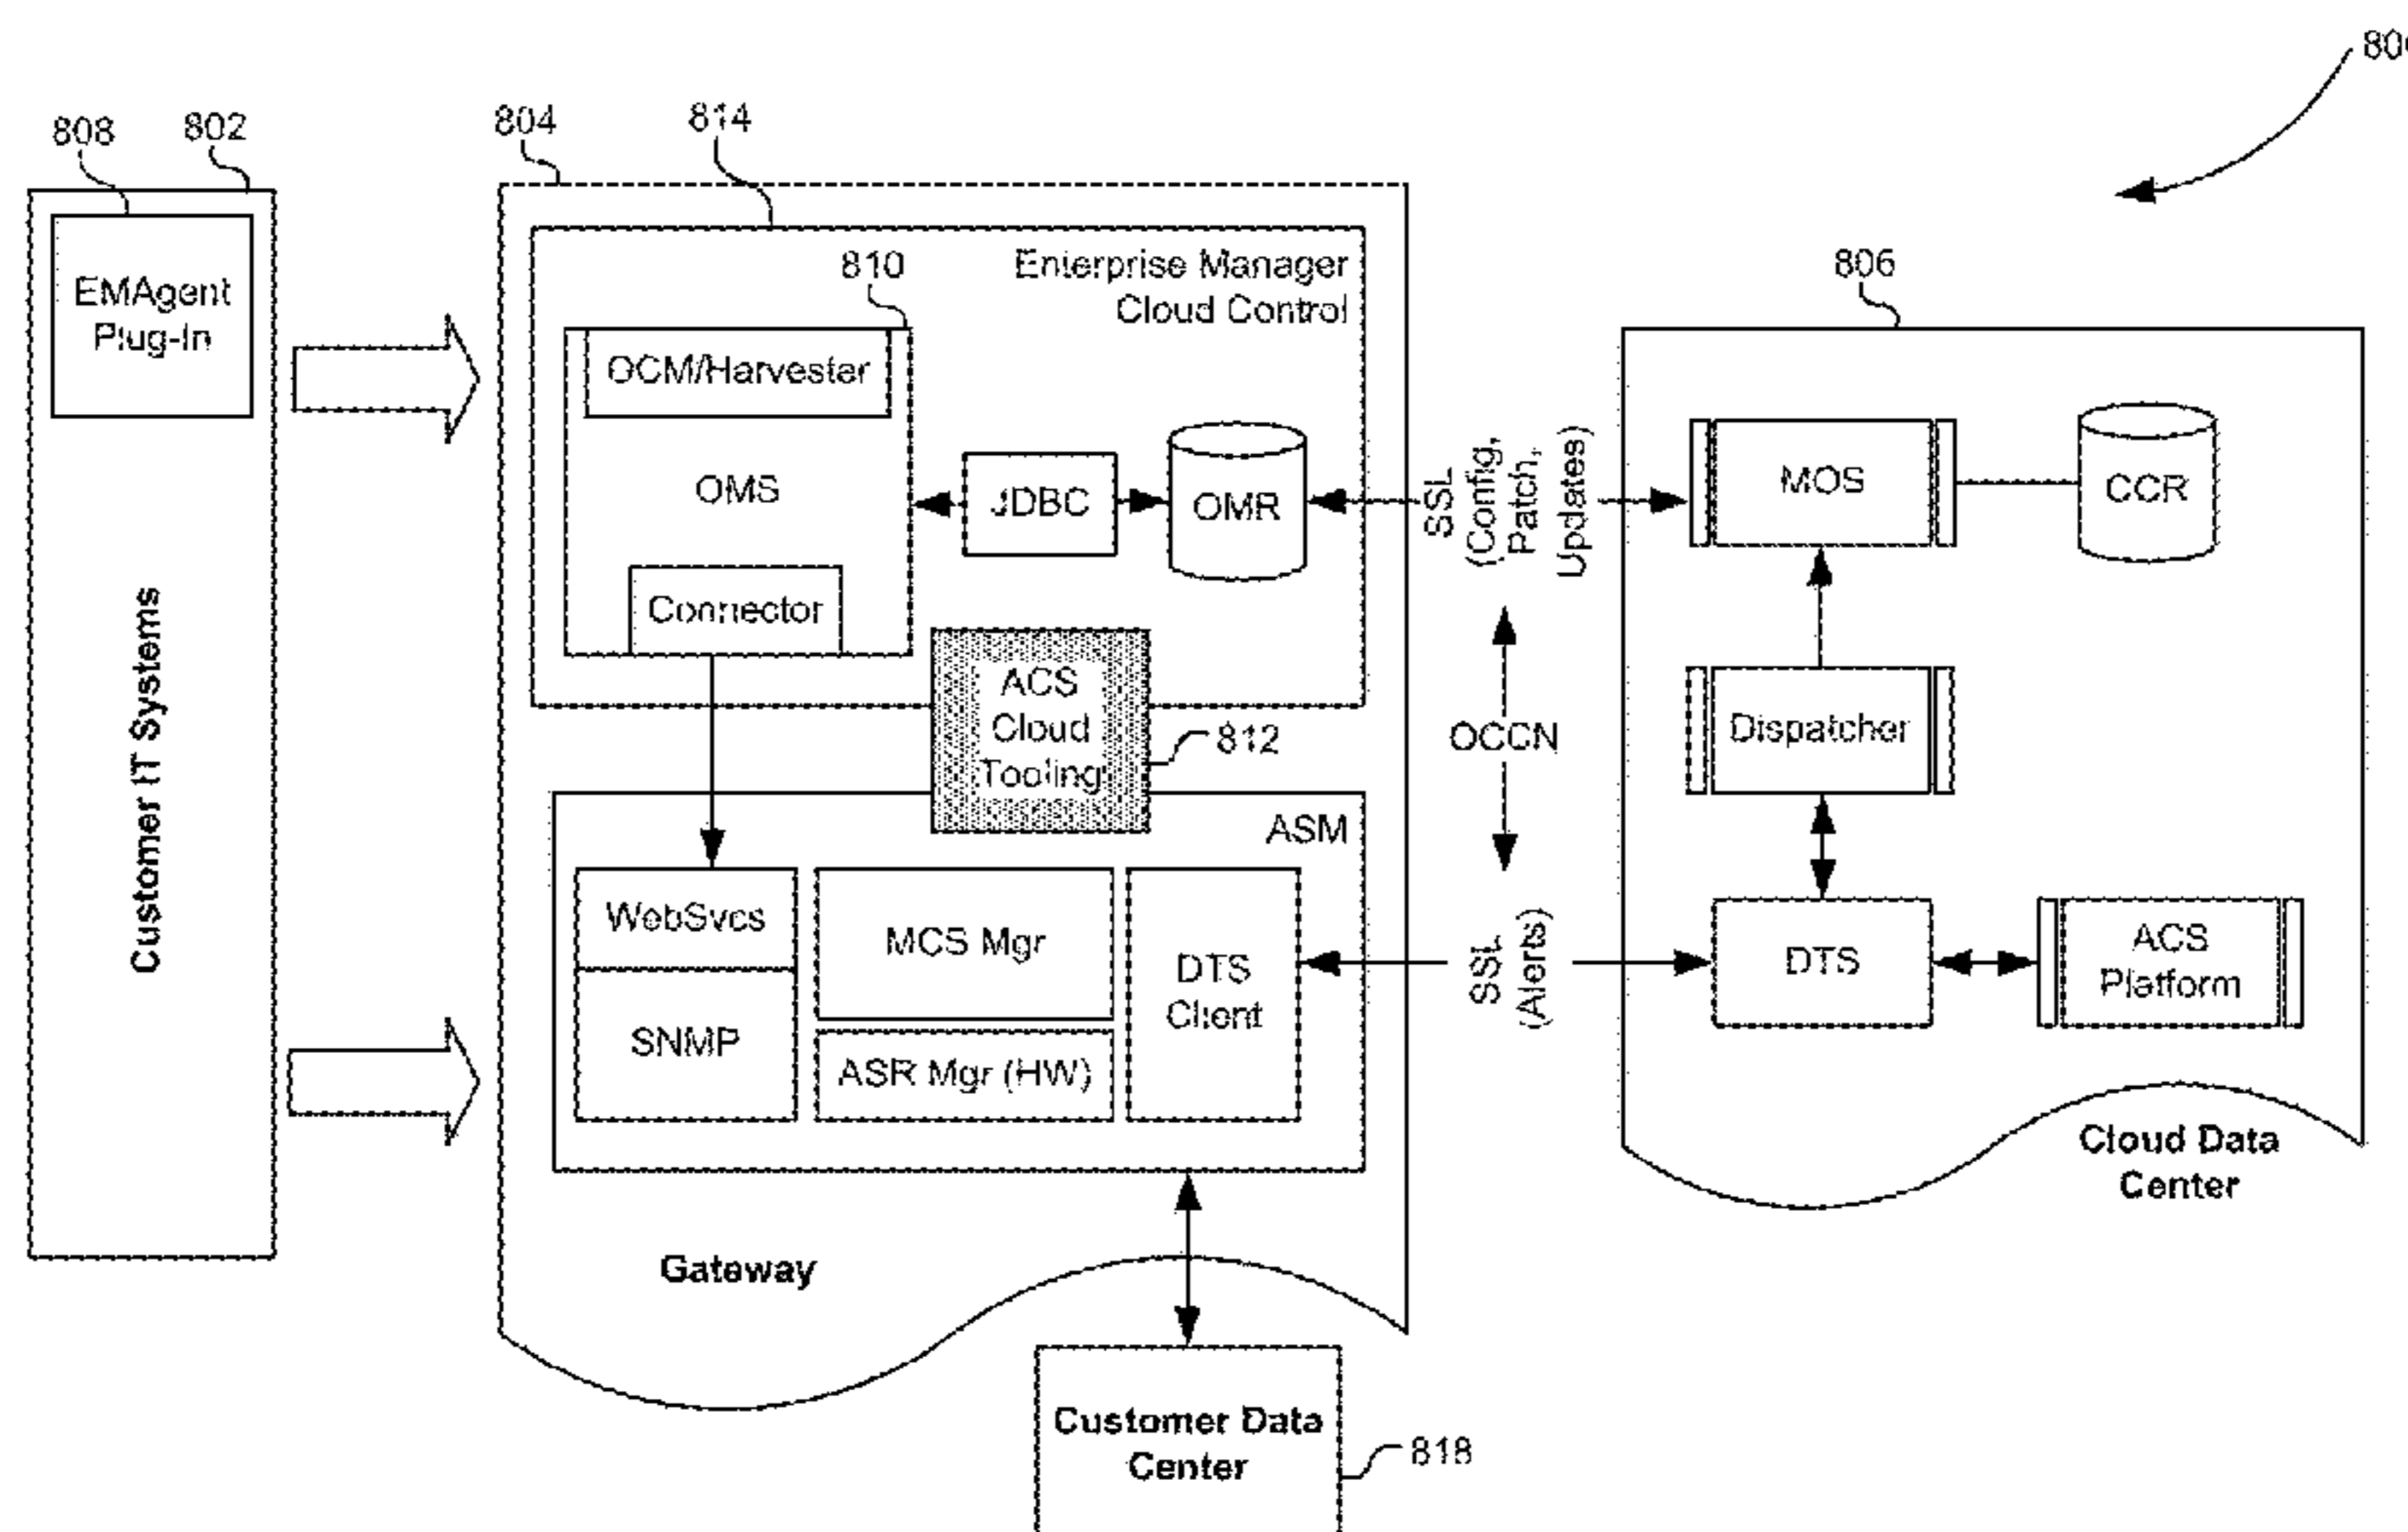 808
802
EMAgent
Plug-In
Customer IT Systems
804
814
Enterprise Manager
Cloud Control
810
OCM/Harvester
OMS
JDBC
OMR
Connector
ACS
Cloud
Tooling
812
ASM
WebSvcs
SNMP
MCS Mgr
ASR Mgr (HW)
DTS
Client
Gateway
Customer Data
Center
818
SSL
(Config,
Patch,
Updates)
OCCN
SSL
(Alerts)
806
MOS
CCR
Dispatcher
DTS
ACS
Platform
Cloud Data
Center